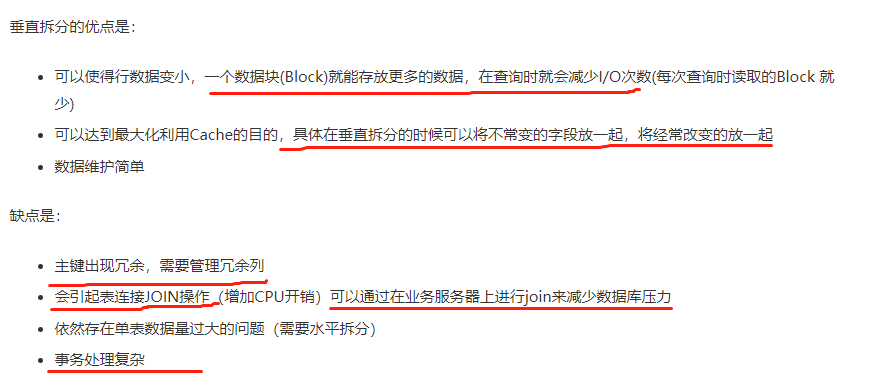 垂直拆分的优点是：
可以使得行数据变小，一个数据块(Block)就能存放更多的数据，在查询时就会减少I/O次数(每次查询时读取的Block 就
少)
可以达到最大化利用Cache的目的，具体在垂直拆分的时候可以将不常变的字段放一起，将经常改变的放一起
数据维护简单
缺点是：
主键出现冗余，需要管理冗余列
会引起表连接JOIN操作（增加CPU开销）可以通过在业务服务器上进行join来减少数据库压力
依然存在单表数据量过大的问题（需要水平拆分）
事务处理复杂